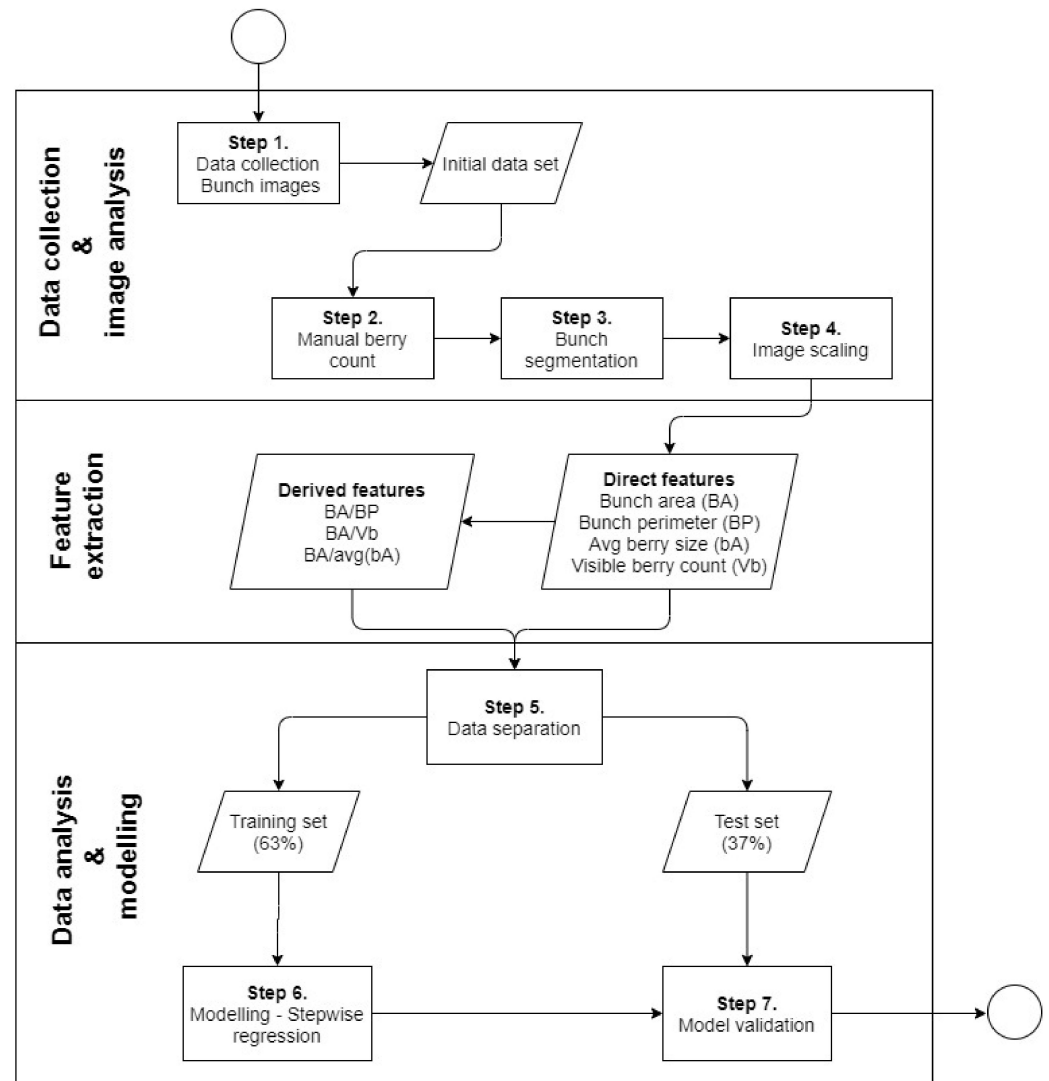 Data collection
&
image analysis
Step 1.
Data collection
Bunch images
Initial data set
Step 2.
Manual berry
count
Step 3.
Bunch
segmentation
Step 4.
Image scaling
Feature
extraction
Derived features
BA/BP
BA/Vb
BA/avg(bA)
Direct features
Bunch area (BA)
Bunch perimeter (BP)
Avg berry size (bA)
Visible berry count (Vb)
Data analysis
&
modelling
Step 5.
Data separation
Training set
(63%)
Test set
(37%)
Step 6.
Modelling - Stepwise
regression
Step 7.
Model validation